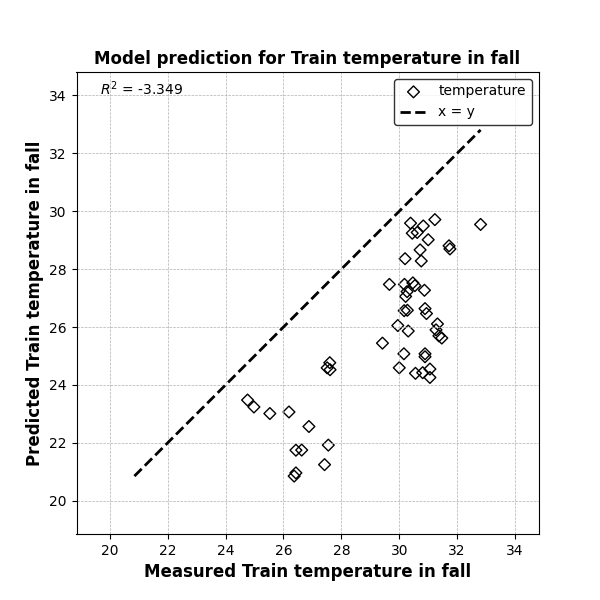 Model prediction for Train temperature in fall
R² = -3.349
temperature
x = y
Predicted Train temperature in fall
34
32
30
28
26
24
22
20
20 22 24 26 28 30 32 34
Measured Train temperature in fall